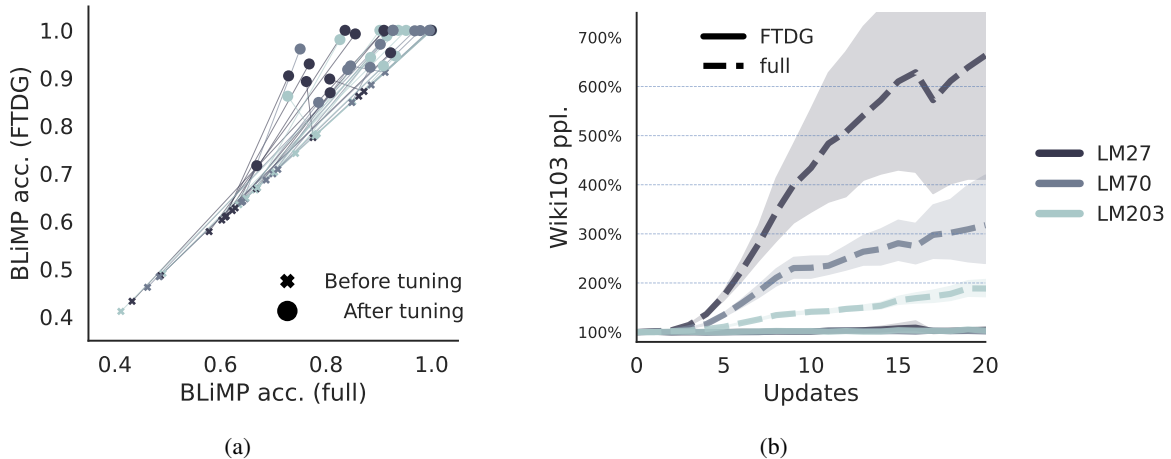 BLiMP acc. (FTDG)
1.0
0.9
0.8
0.7
0.6
0.5
0.4
Before tuning
After tuning
0.4 0.6 0.8 1.0
BLiMP acc. (full)
(a)
Wiki103 ppl.
700%
600%
500%
400%
300%
200%
100%
FTDG
full
0 5 10 15 20
Updates
(b)
LM27
LM70
LM203